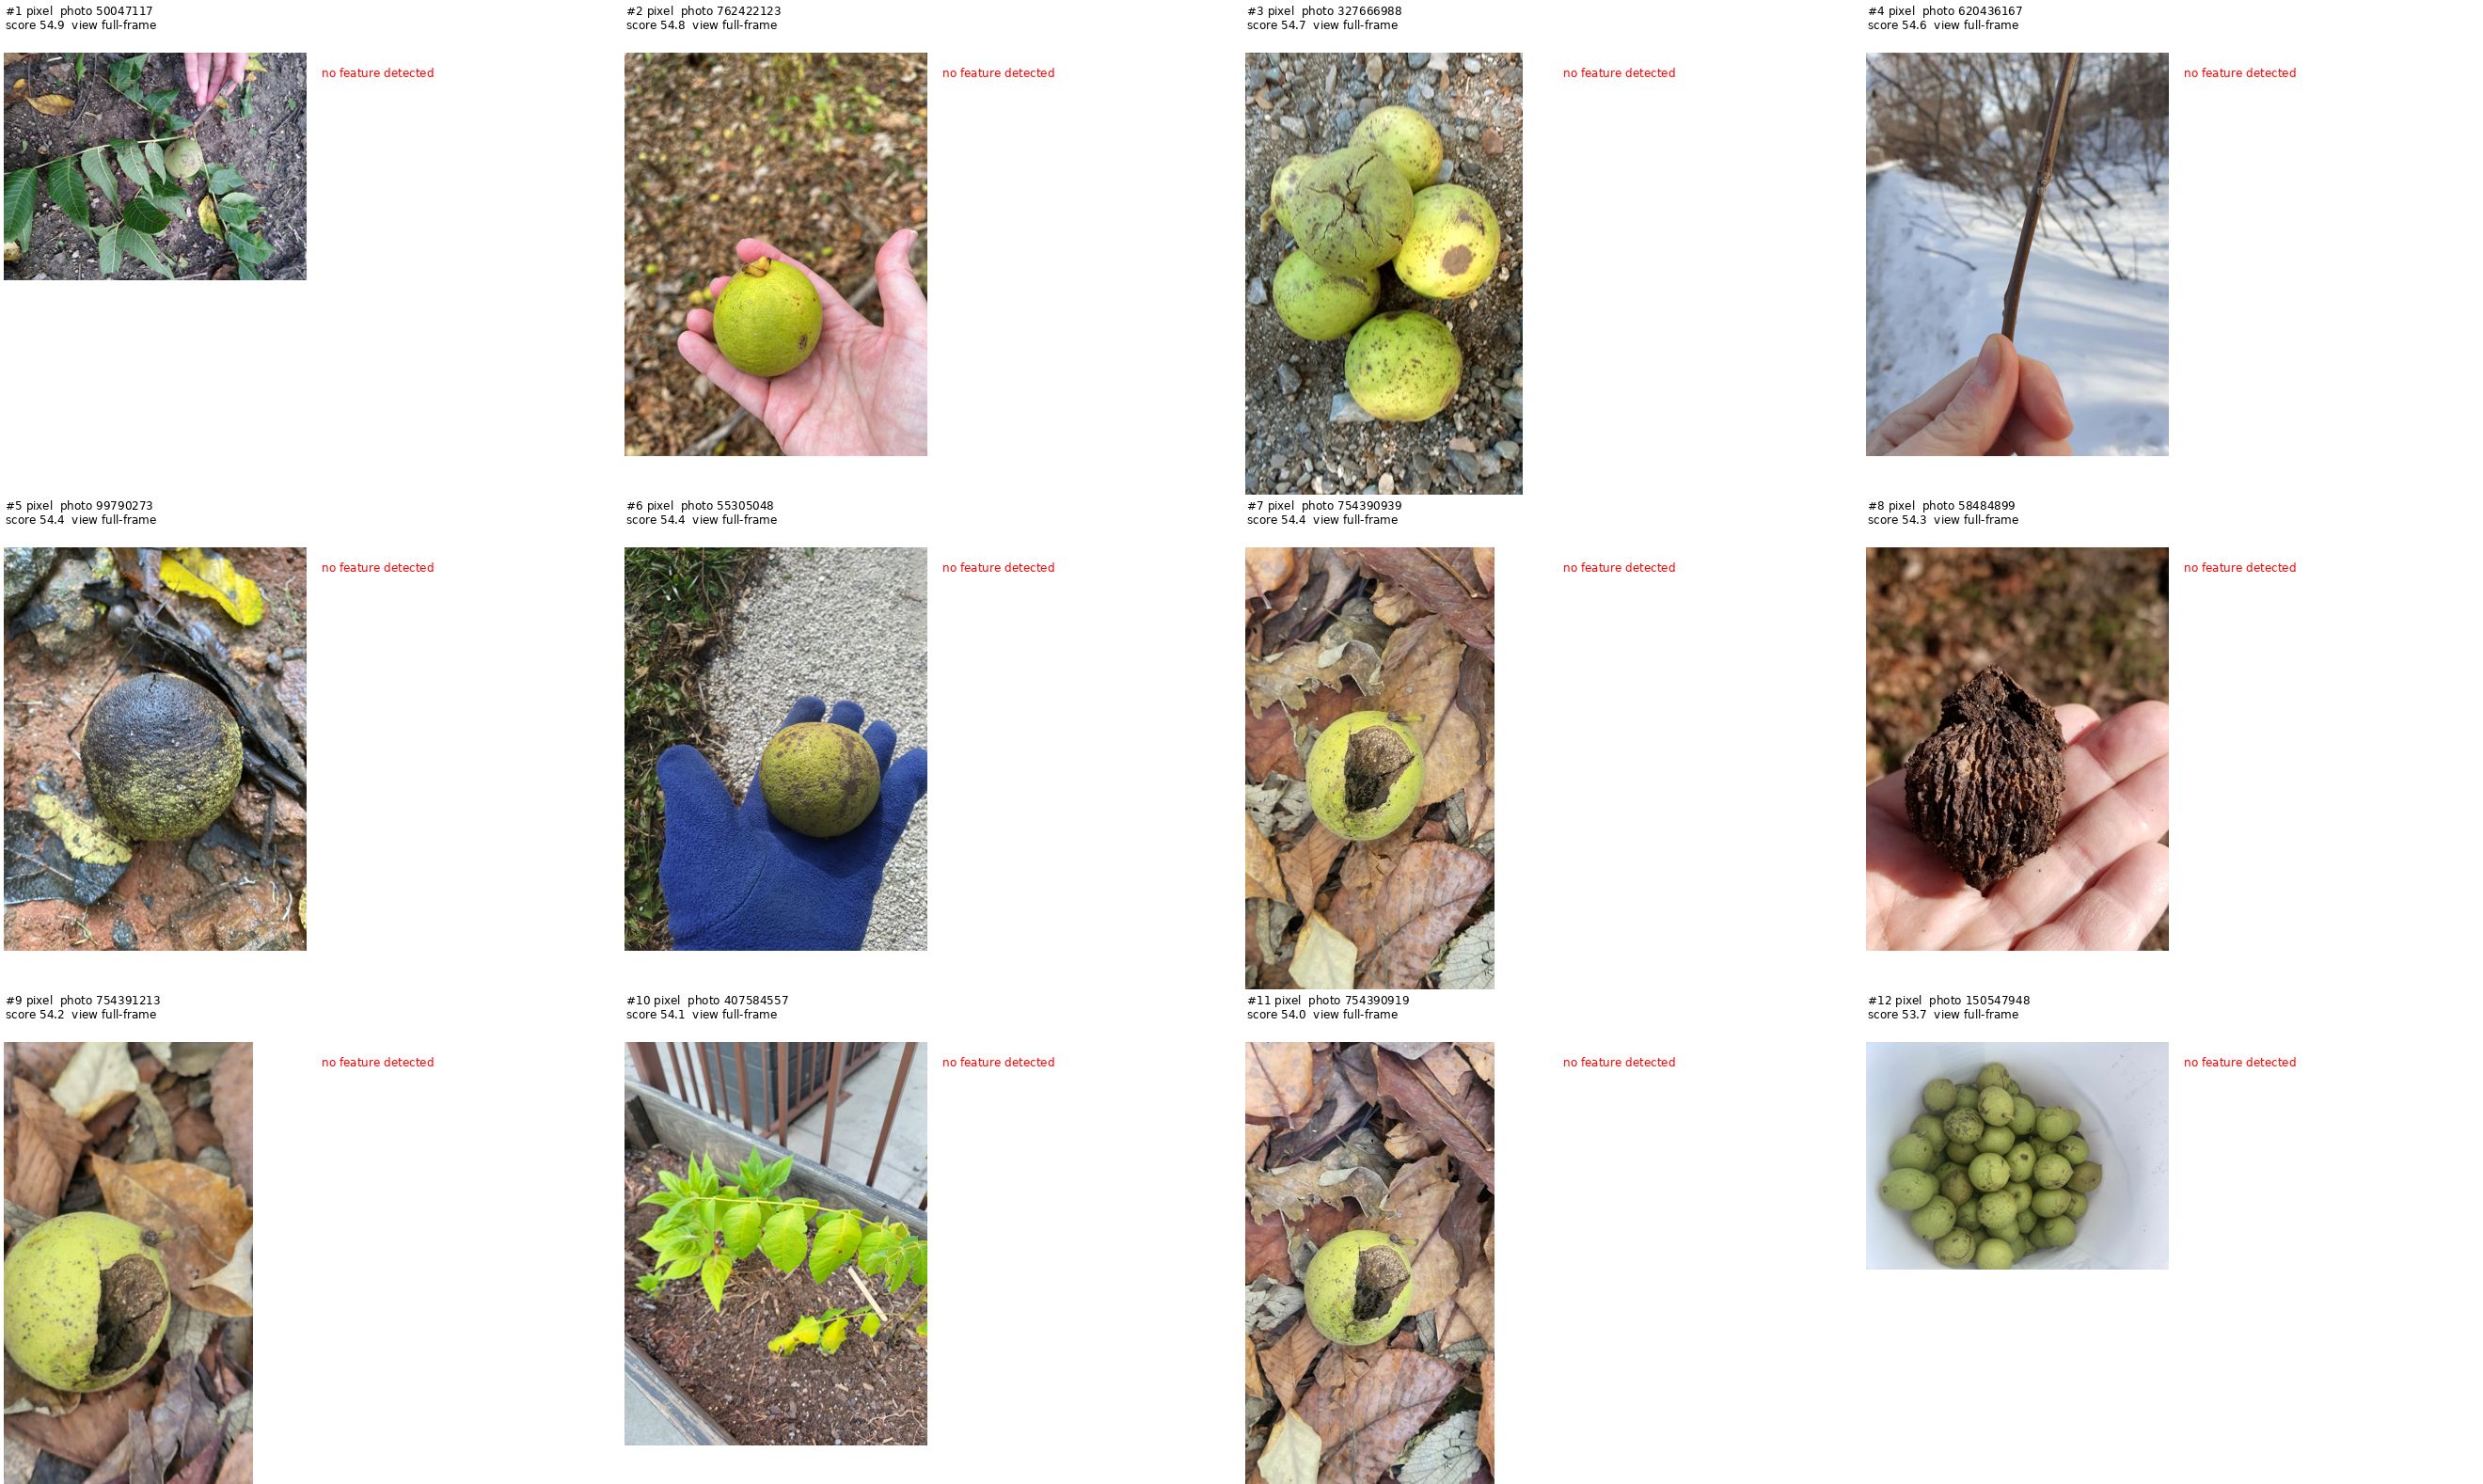 #1 pixel  photo 50047117
score 54.9  view full-frame
no feature detected
#2 pixel  photo 762422123
score 54.8  view full-frame
no feature detected
#3 pixel  photo 327666988
score 54.7  view full-frame
no feature detected
#4 pixel  photo 620436167
score 54.6  view full-frame
no feature detected
#5 pixel  photo 99790273
score 54.4  view full-frame
no feature detected
#6 pixel  photo 55305048
score 54.4  view full-frame
no feature detected
#7 pixel  photo 754390939
score 54.4  view full-frame
no feature detected
#8 pixel  photo 58484899
score 54.3  view full-frame
no feature detected
#9 pixel  photo 754391213
score 54.2  view full-frame
no feature detected
#10 pixel  photo 407584557
score 54.1  view full-frame
no feature detected
#11 pixel  photo 754390919
score 54.0  view full-frame
no feature detected
#12 pixel  photo 150547948
score 53.7  view full-frame
no feature detected